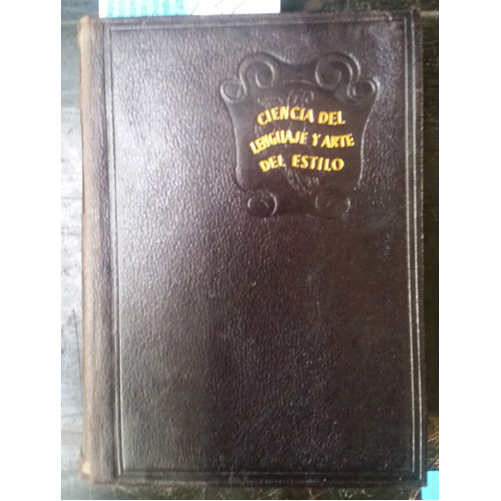 CIENCIA DEL
LENGUAJE Y ARTE
DEL ESTILO